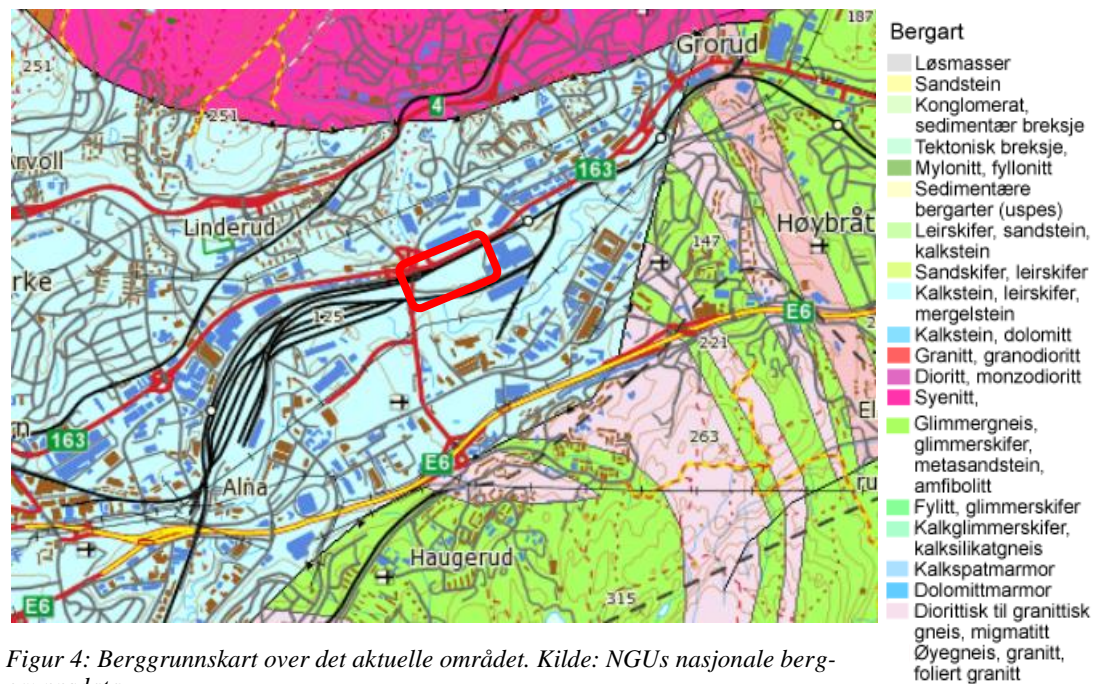 187
Grorud
251
251
4
rvoll
163
Linderud
Høybråt
147
rke
E6
125
221
2
El
163
263
E6
Alna
ru
Haugerud
E6
315
Bergart
Løsmasser
Sandstein
Konglomerat,
sedimentær breksje
Tektonisk breksje,
Mylonitt, fyllonitt
Sedimentære
bergarter (uspes)
Leirskifer, sandstein,
kalkstein
Sandskifer, leirskifer
Kalkstein, leirskifer,
mergelstein
Kalkstein, dolomitt
Granitt, granodioritt
Dioritt, monzodioritt
Syenitt,
Glimmergneis,
glimmerskifer,
metasandstein,
amfibolitt
Fylitt, glimmerskifer
Kalkglimmerskifer,
kalksilikatgneis
Kalkspatmarmor
Dolomittmarmor
Diorittisk til granittisk
gneis, migmatitt
Øyegneis, granitt,
foliert granitt
Figur 4: Berggrunnskart over det aktuelle området. Kilde: NGUs nasjonale berg-